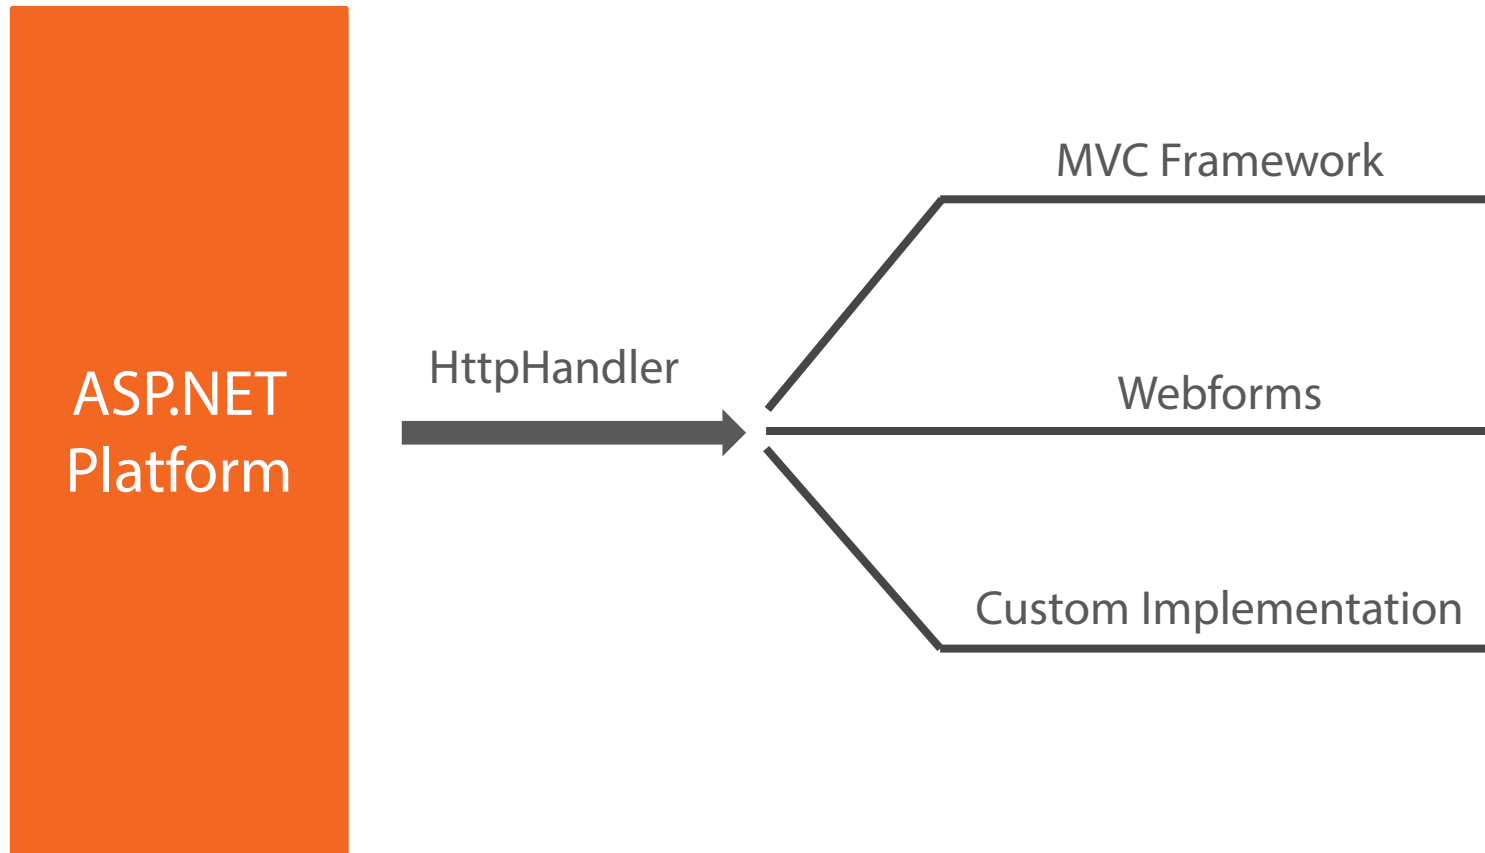 ASP.NET
Platform
HttpHandler
MVC Framework
Webforms
Custom Implementation